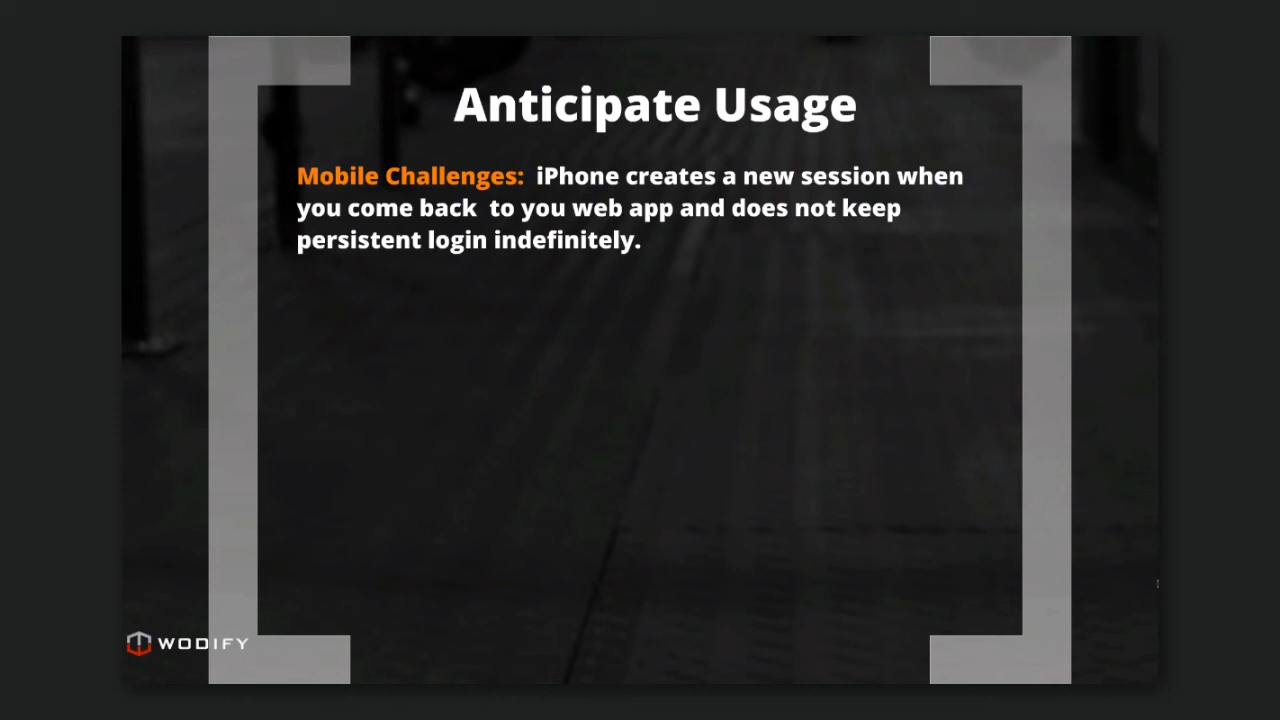 Anticipate Usage
Mobile Challenges: iPhone creates a new session when
you come back to you web app and does not keep
persistent login indefinitely.
WODIFY